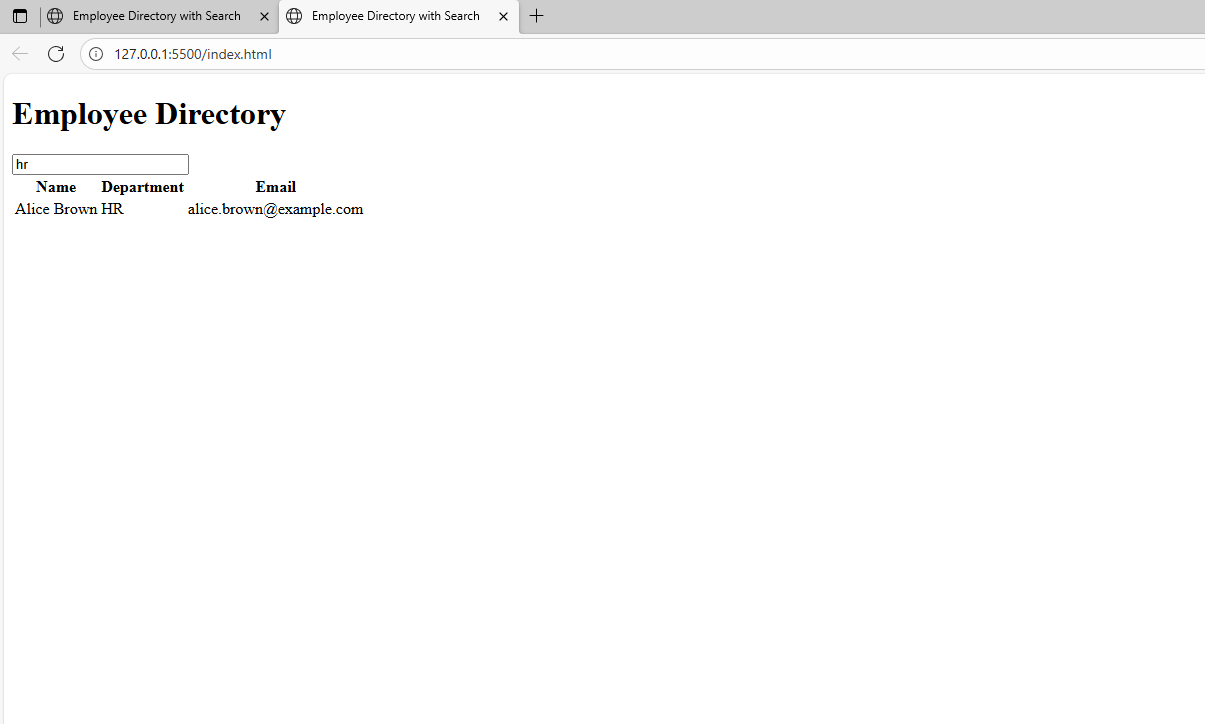 Employee Directory with Search Employee Directory with Search
127.0.0.1:5500/index.html
Employee Directory
hr
Name Department Email
Alice Brown HR alice.brown@example.com